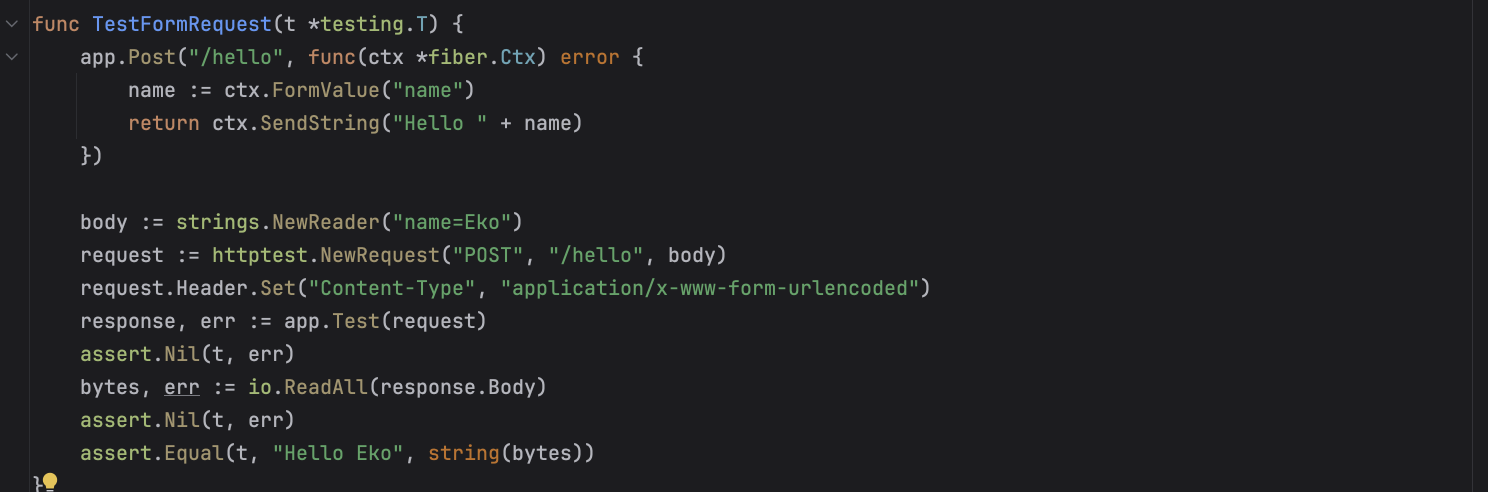 func TestFormRequest(t *testing.T) {
    app.Post("/hello", func(ctx *fiber.Ctx) error {
        name := ctx.FormValue("name")
        return ctx.SendString("Hello " + name)
    })

    body := strings.NewReader("name=Eko")
    request := httptest.NewRequest("POST", "/hello", body)
    request.Header.Set("Content-Type", "application/x-www-form-urlencoded")
    response, err := app.Test(request)
    assert.Nil(t, err)
    bytes, err := io.ReadAll(response.Body)
    assert.Nil(t, err)
    assert.Equal(t, "Hello Eko", string(bytes))
}